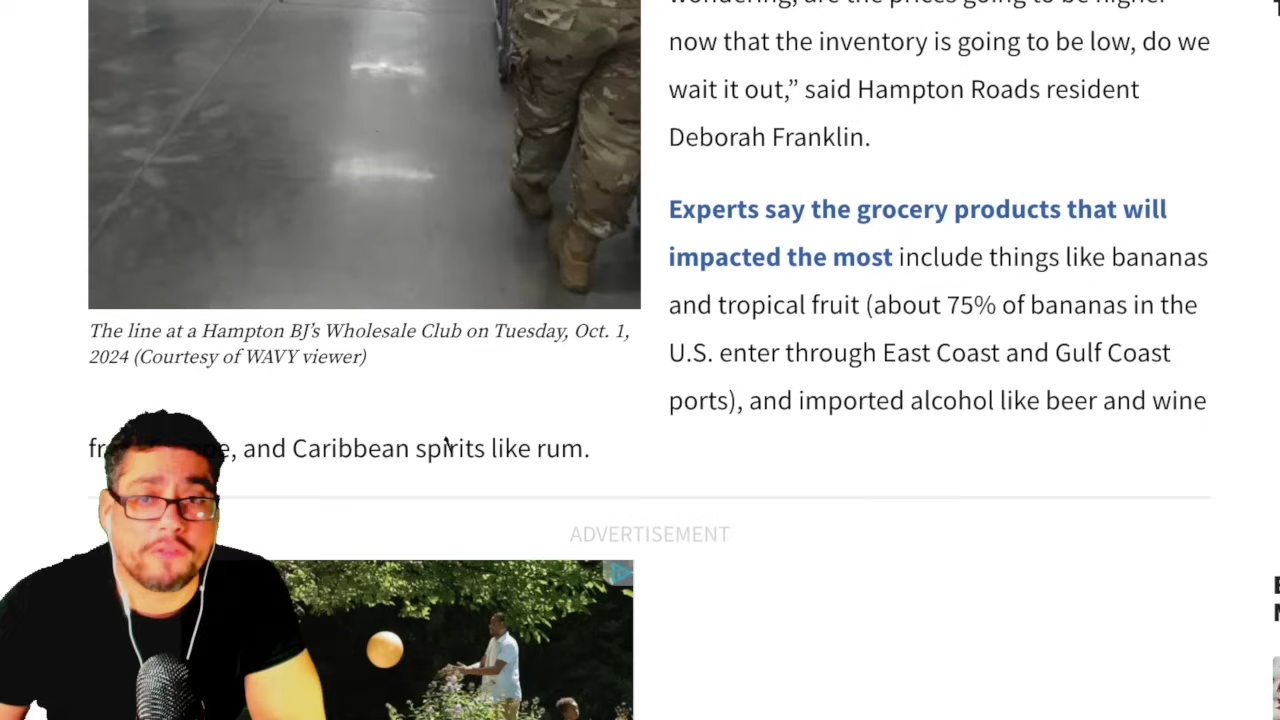 now that the inventory is going to be low, do we
wait it out,” said Hampton Roads resident
Deborah Franklin.
Experts say the grocery products that will
impacted the most include things like bananas
and tropical fruit (about 75% of bananas in the
U.S. enter through East Coast and Gulf Coast
ports), and imported alcohol like beer and wine
and Caribbean spirits like rum.
The line at a Hampton BJ’s Wholesale Club on Tuesday, Oct. 1,
2024 (Courtesy of WAVY viewer)
ADVERTISEMENT